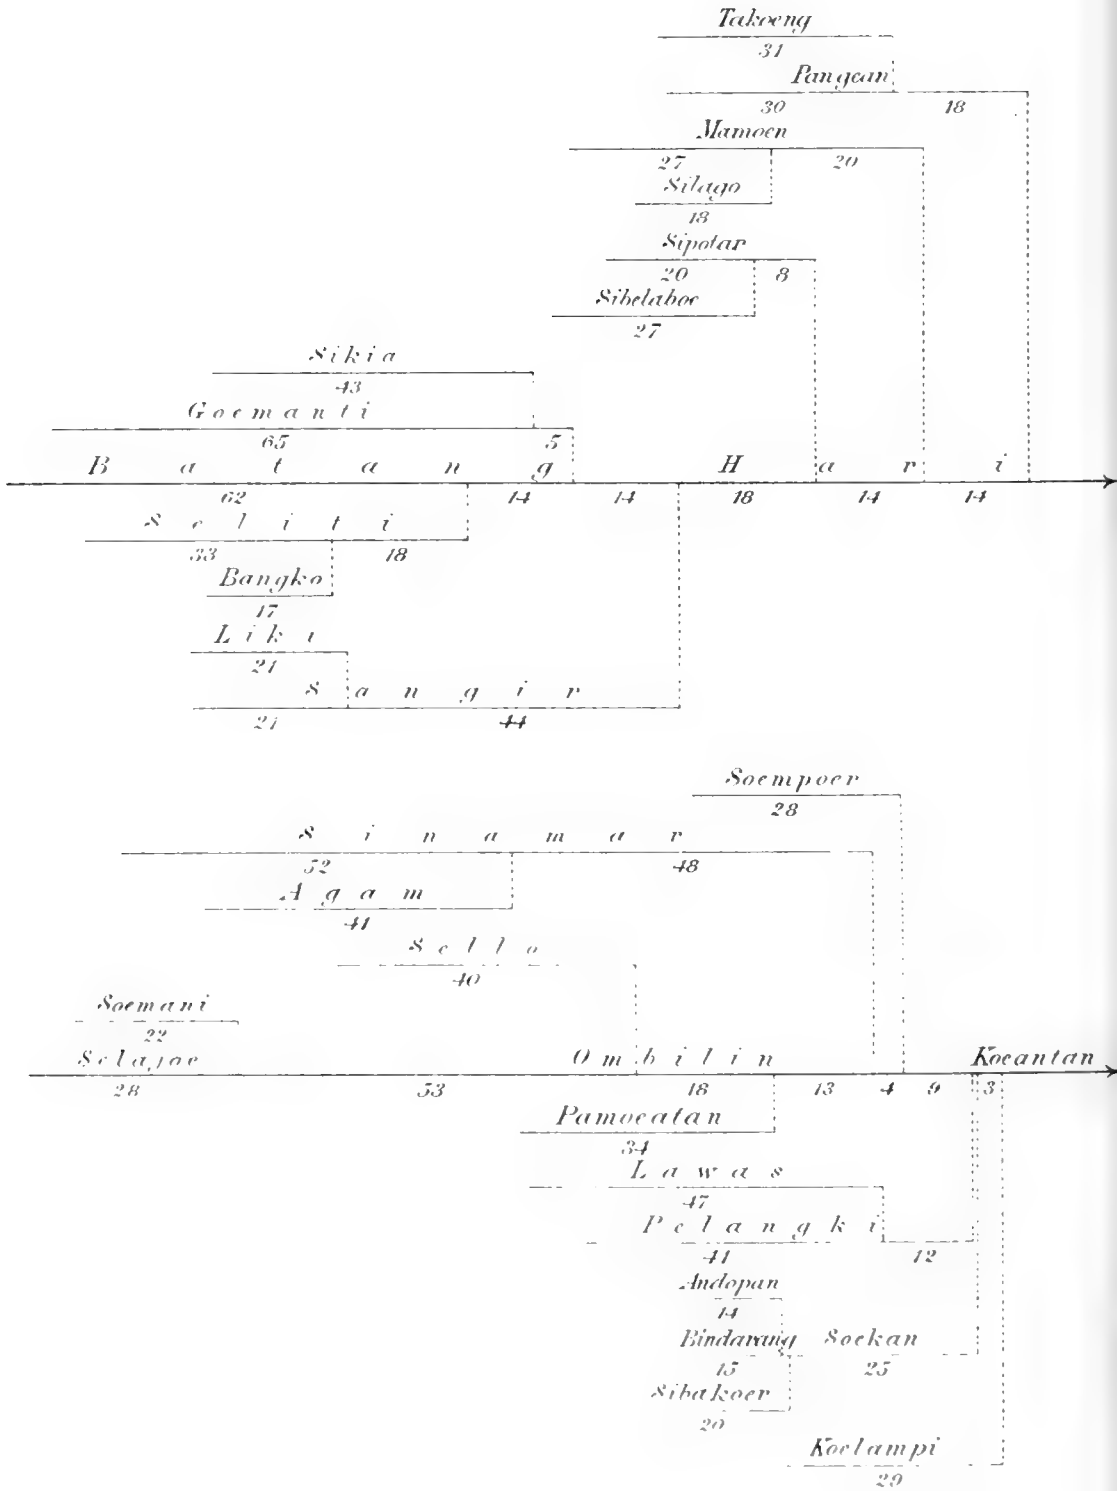 Takoeng
31
Pangean
30 18
Mamoen
27 20
Silago
18
Sipotar
20 8
Sibelaboe
27
Sikia
43
Goemanti
65 5
Batang Hari
62 14 14 18 14 14
Seliti
33 18
Bangko
17
Liki
21
Sangir
21 44
Soempoer
28
Sinamar
52 48
Agam
41
Sello
40
Soemani
22
Selajoe Ombilin Koeantan
28 53 18 13 4 9 3
Pamoeatan
34
Lawas
47
Pelangki
41 12
Andopan
14
Bindarang Soekan
15 25
Sibakoer
20
Koelampi
29